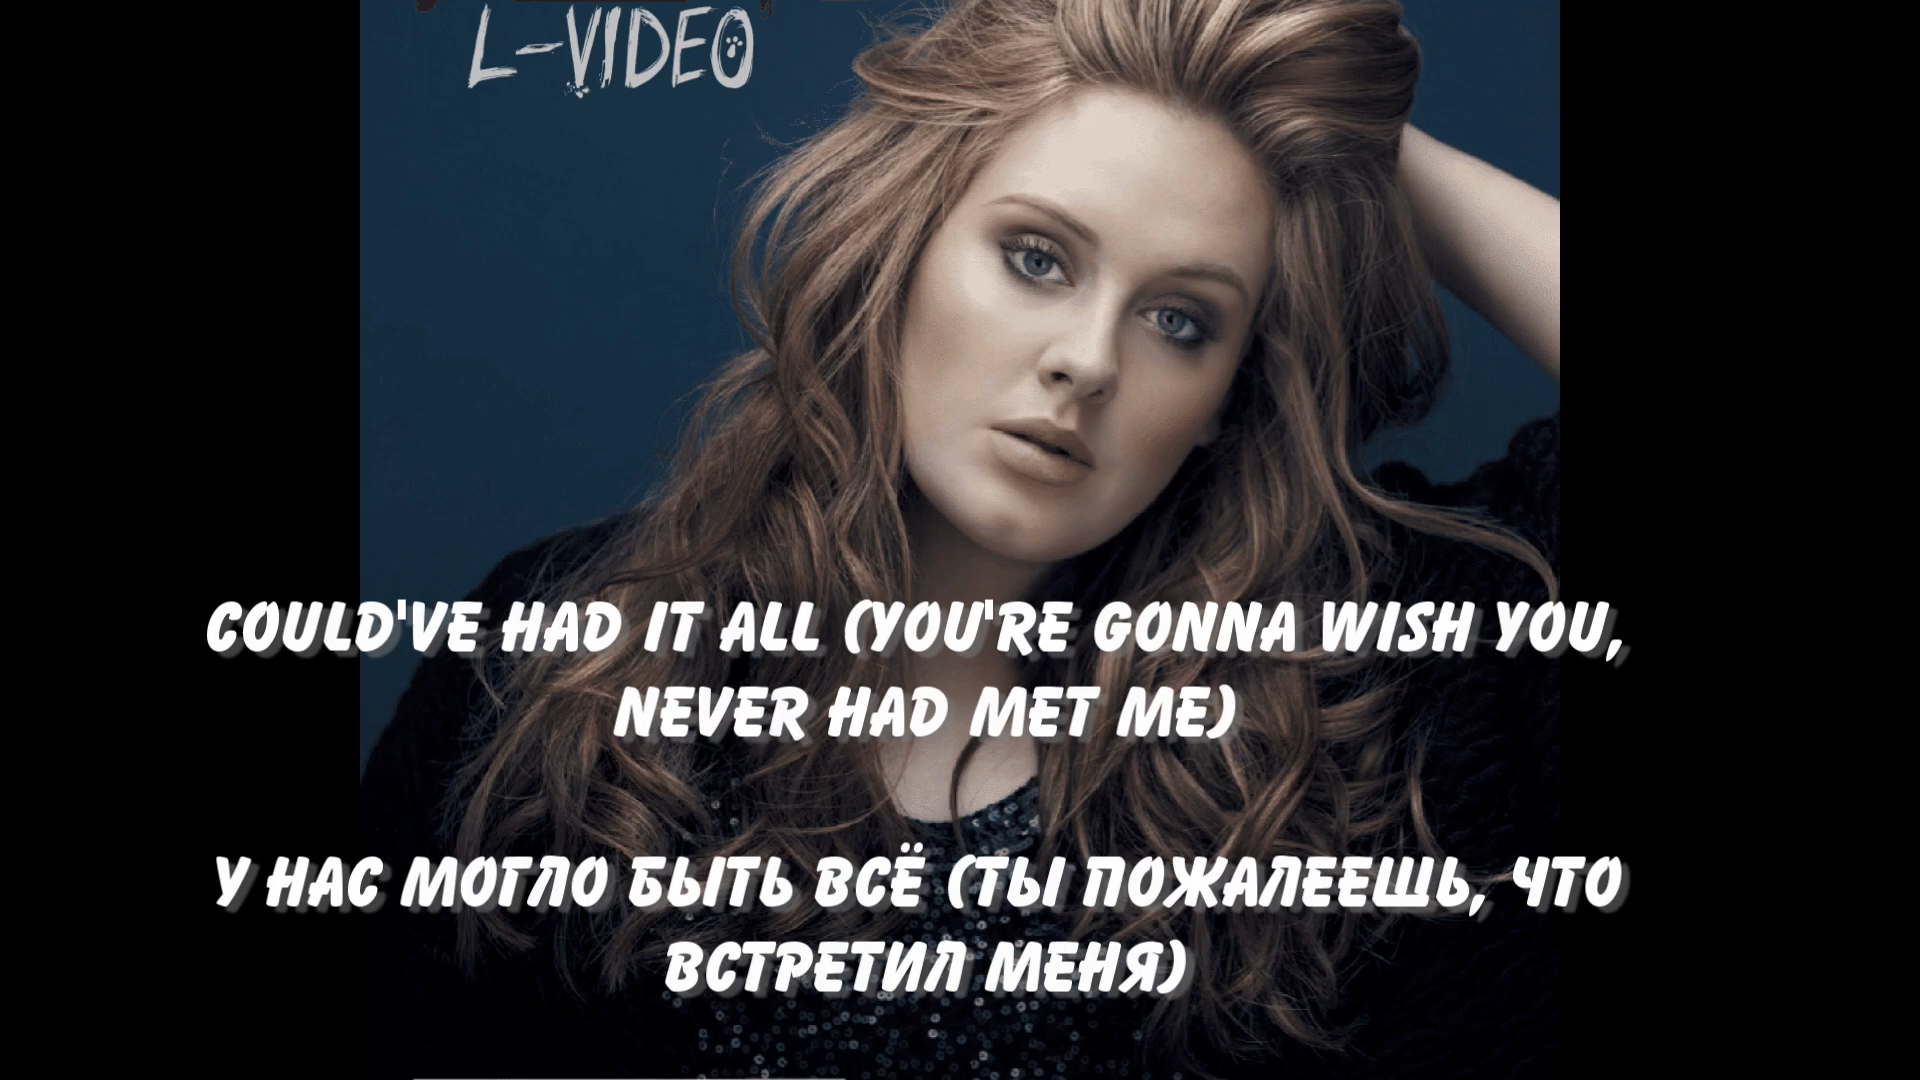 L-VIDEO
COULD'VE HAD IT ALL (YOU'RE GONNA WISH YOU,
NEVER HAD MET ME)
У НАС МОГЛО БЫТЬ ВСЁ (ТЫ ПОЖАЛЕЕШЬ, ЧТО
ВСТРЕТИЛ МЕНЯ)